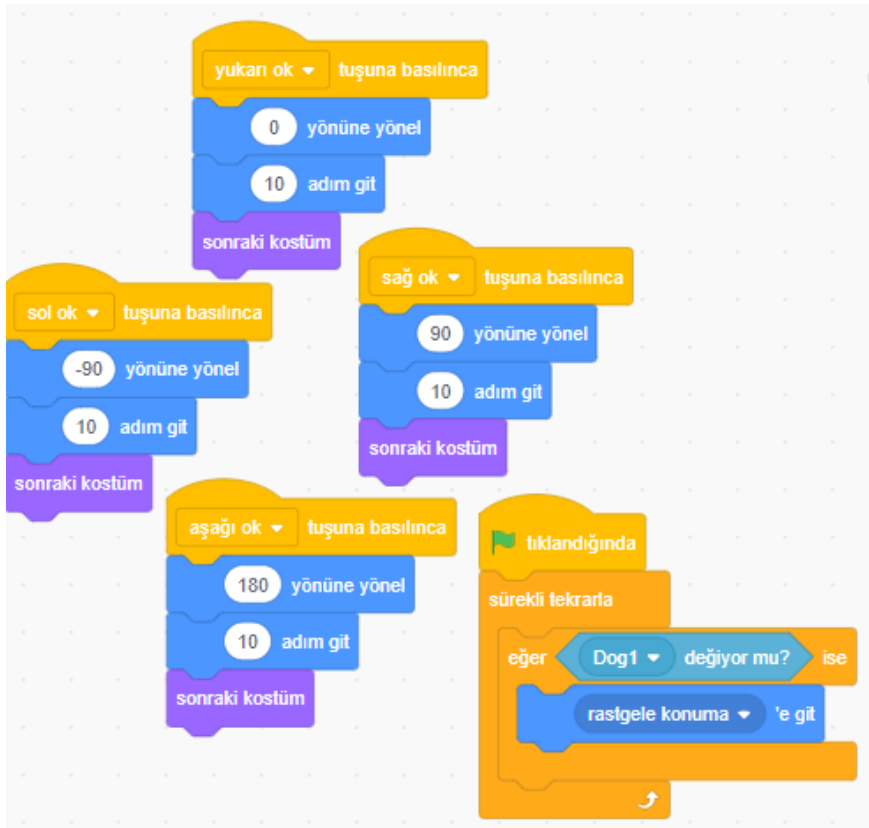 yukarı ok tuşuna basılınca
0 yönüne yönel
10 adım git
sonraki kostüm
sol ok tuşuna basılınca
-90 yönüne yönel
10 adım git
sonraki kostüm
sağ ok tuşuna basılınca
90 yönüne yönel
10 adım git
sonraki kostüm
aşağı ok tuşuna basılınca
180 yönüne yönel
10 adım git
sonraki kostüm
tıklandığında
sürekli tekrarla
eğer Dog1 değiyor mu? ise
rastgele konuma 'e git